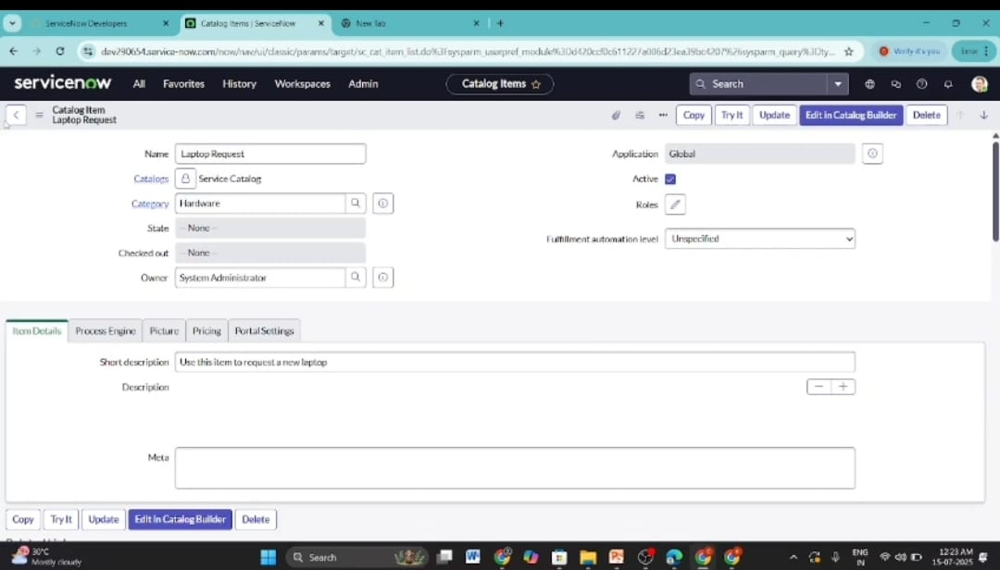 ServiceNow Developers
Catalog Items | ServiceNow
New Tab
dev290654.service-now.com/now/nav/ui/classic/params/target/sc_cat_item_list.do%3Fsysparm_userpref_module%3Dd420ccf0c611227a006d23ea39bc4207%26sysparm_query%3Dty...
Verify it's you
Error
servicenow All Favorites History Workspaces Admin
Catalog Items
Search
Catalog Item
Laptop Request
Copy Try It Update Edit in Catalog Builder Delete
Name Laptop Request
Application Global
Catalogs Service Catalog
Active
Category Hardware
Roles
State -- None --
Fulfillment automation level Unspecified
Checked out -- None --
Owner System Administrator
Item Details Process Engine Picture Pricing Portal Settings
Short description Use this item to request a new laptop
Description
Meta
Copy Try It Update Edit in Catalog Builder Delete
30°C
Mostly cloudy
Search
ENG
IN
12:23 AM
15-07-2025